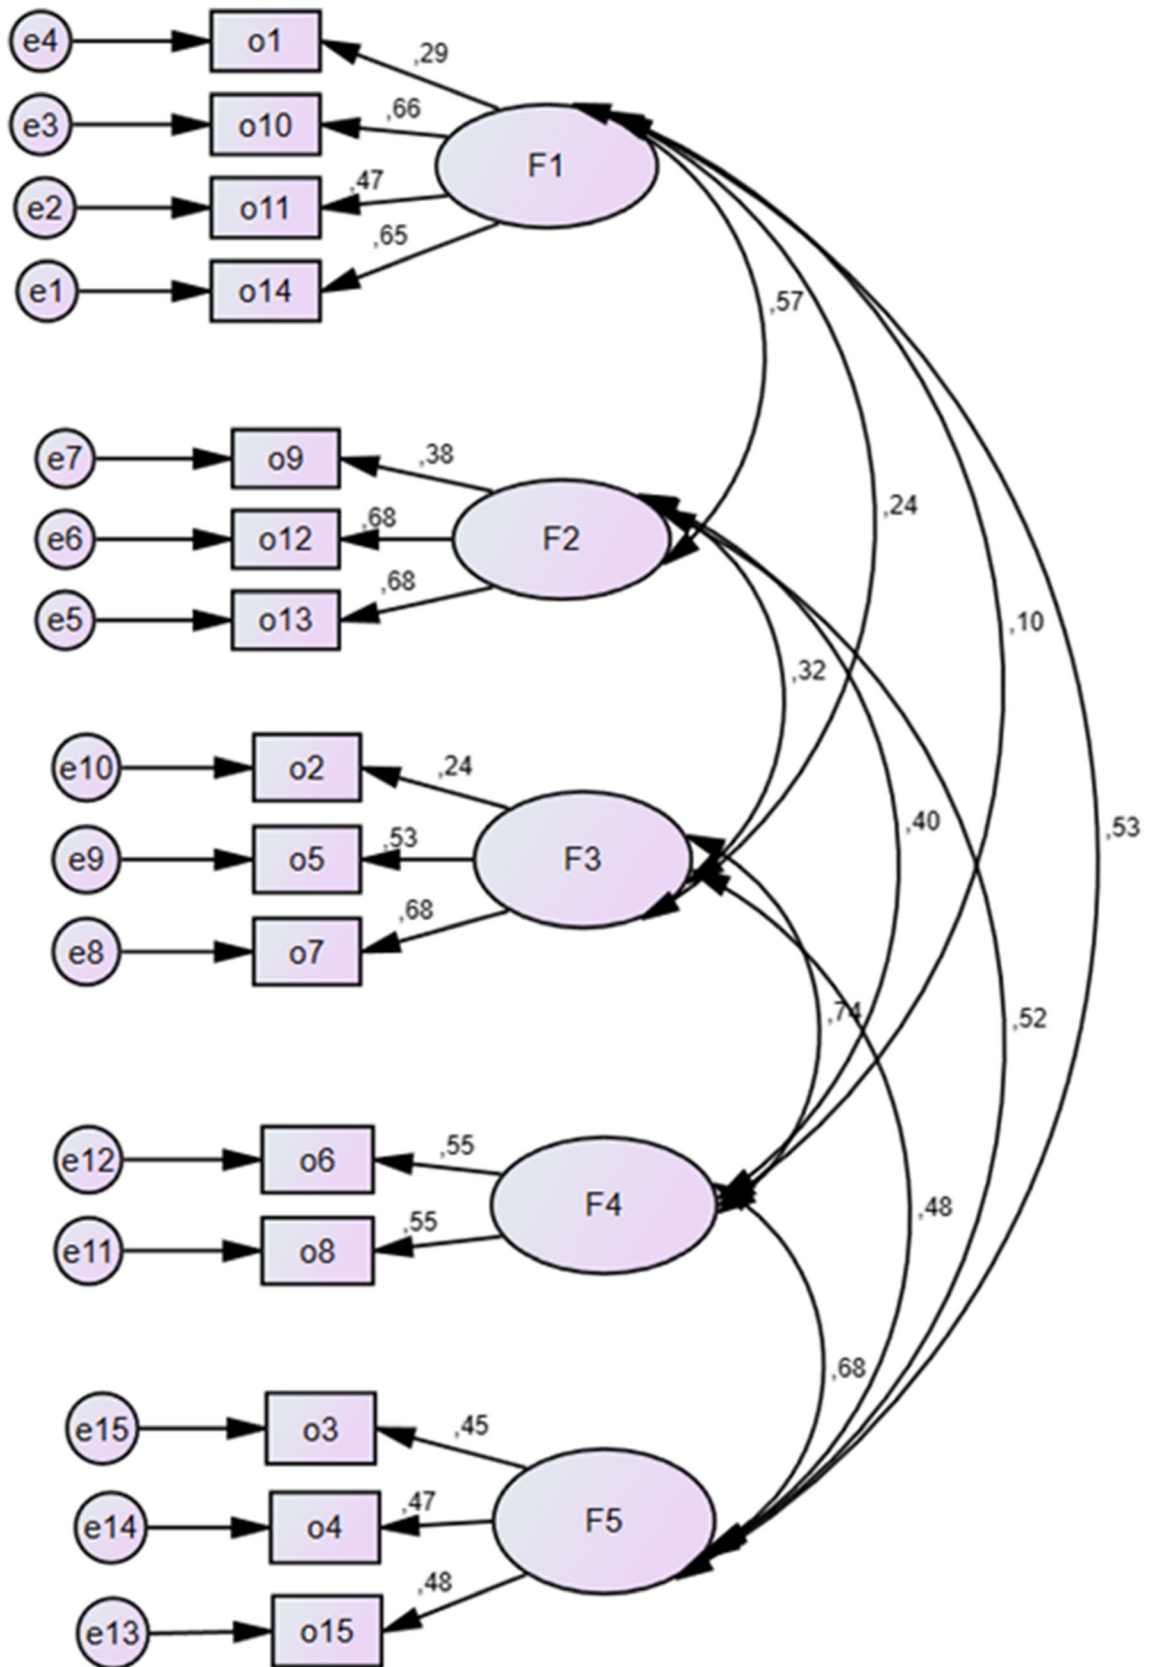 e4 o1 ,29
e3 o10 ,66 F1
e2 o11 ,47
e1 o14 ,65
,57
e7 o9 ,38
,24
e6 o12 ,68 F2
e5 o13 ,68
,10
,32
e10 o2 ,24
,40 ,53
e9 o5 ,53 F3
e8 o7 ,68
,74 ,52
e12 o6 ,55
F4 ,48
e11 o8 ,55
,68
e15 o3 ,45
e14 o4 ,47 F5
e13 o15 ,48